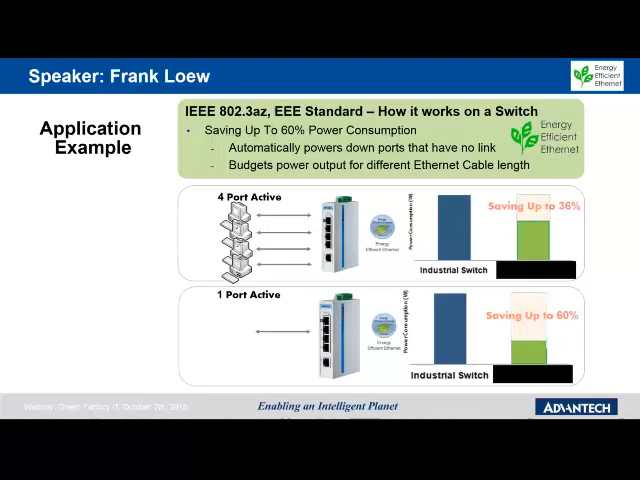 Speaker: Frank Loew
Energy
Efficient
Ethernet
Application
Example
IEEE 802.3az, EEE Standard – How it works on a Switch
• Saving Up To 60% Power Consumption
- Automatically powers down ports that have no link
- Budgets power output for different Ethernet Cable length
Energy
Efficient
Ethernet
4 Port Active
Energy
Efficient Ethernet
Power Consumption (W)
Saving Up to 36%
Industrial Switch
1 Port Active
Energy
Efficient Ethernet
Power Consumption (W)
Saving Up to 60%
Industrial Switch
Webinar: Green Factory IT, October 7th, 2013
Enabling an Intelligent Planet
ADVANTECH